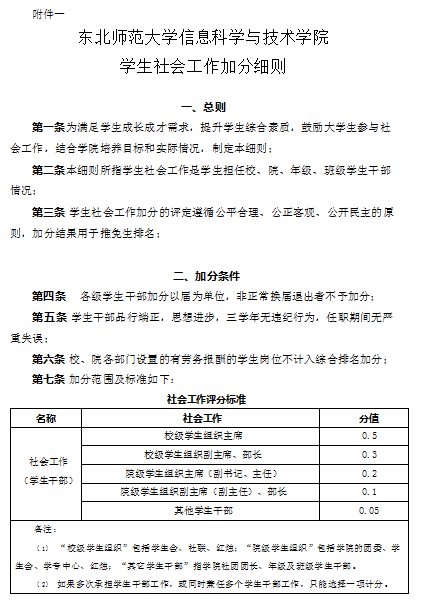 附件一
东北师范大学信息科学与技术学院
学生社会工作加分细则
一、总则
第一条为满足学生成长成才需求，提升学生综合素质，鼓励大学生参与社
会工作，结合学院培养目标和实际情况，制定本细则；
第二条本细则所指学生社会工作是学生担任校、院、年级、班级学生干部
情况；
第三条 学生社会工作加分的评定遵循公平合理、公正客观、公开民主的原
则，加分结果用于推免生排名；
二、加分条件
第四条 各级学生干部加分以届为单位，非正常换届退出者不予加分；
第五条 学生干部品行端正，思想进步，三学年无违纪行为，任职期间无严
重失误；
第六条 校、院各部门设置的有劳务报酬的学生岗位不计入综合排名加分；
第七条 加分范围及标准如下：
社会工作评分标准
名称 社会工作 分值
社会工作
（学生干部）
校级学生组织主席 0.5
校级学生组织副主席、部长 0.3
院级学生组织主席（副书记、主任） 0.2
院级学生组织副主席（副主任）、部长 0.1
其他学生干部 0.05
备注：
（1） “校级学生组织”包括学生会、社联、红烛；“院级学生组织”包括学院的团委、学
生会、学专中心、红烛；“其它学生干部”指学院社团团长、年级及班级学生干部。
（2） 如果多次承担学生干部工作，或同时兼任多个学生干部工作，只能选择一项计分。